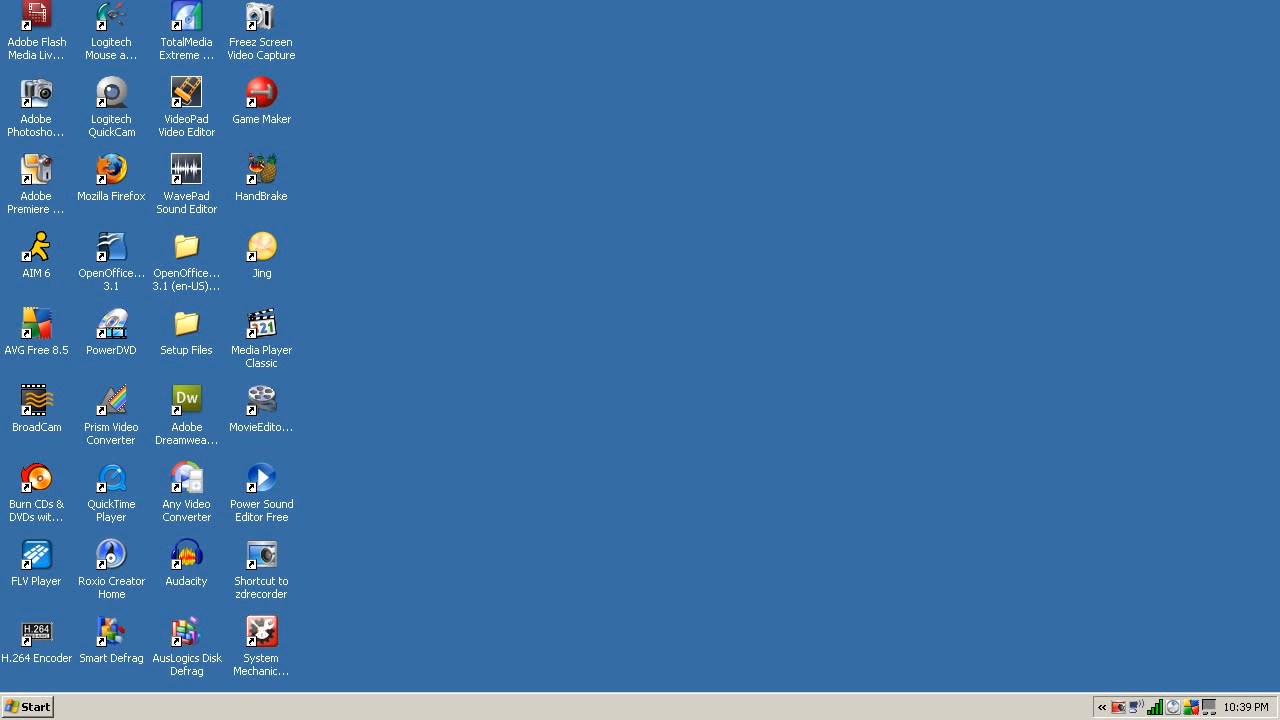 Adobe Flash
Media Liv...
Logitech
Mouse a...
TotalMedia
Extreme ...
Freez Screen
Video Capture
Adobe
Photosho...
Logitech
QuickCam
VideoPad
Video Editor
Game Maker
Adobe
Premiere ...
Mozilla Firefox
WavePad
Sound Editor
HandBrake
AIM 6
OpenOffice...
3.1
OpenOffice...
3.1 (en-US)...
Jing
AVG Free 8.5
PowerDVD
Setup Files
321
Media Player
Classic
BroadCam
Prism Video
Converter
Dw
Adobe
Dreamwea...
MovieEdito...
Burn CDs &
DVDs wit...
QuickTime
Player
Any Video
Converter
Power Sound
Editor Free
FLV Player
Roxio Creator
Home
Audacity
Shortcut to
zdrecorder
H.264
H.264 Encoder
Smart Defrag
AusLogics Disk
Defrag
System
Mechanic...
Start
10:39 PM